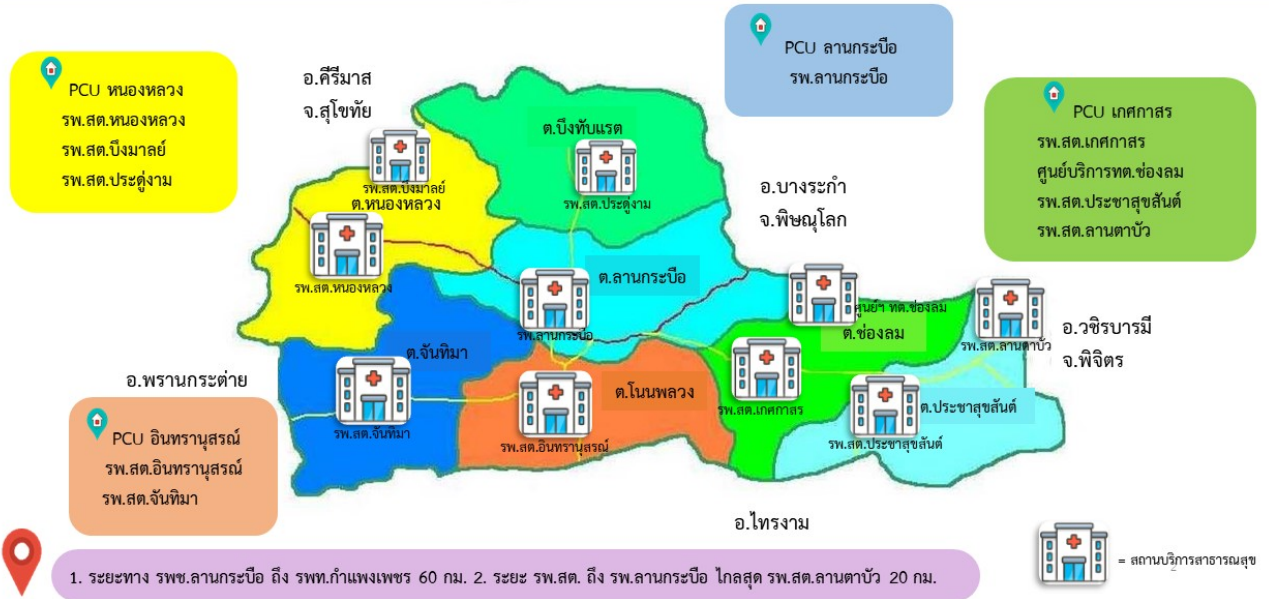 PCU หนองหลวง
รพ.สต.หนองหลวง
รพ.สต.บึงมาลย์
รพ.สต.ประดู่งาม
อ.คีรีมาส
จ.สุโขทัย
PCU ลานกระบือ
รพ.ลานกระบือ
PCU เกศกาสร
รพ.สต.เกศกาสร
ศูนย์บริการทต.ช่องลม
รพ.สต.ประชาสุขสันต์
รพ.สต.ลานตาบัว
ต.บึงทับแรต
รพ.สต.บึงมาลย์
ต.หนองหลวง
รพ.สต.ประดู่งาม
อ.บางระกำ
จ.พิษณุโลก
รพ.สต.หนองหลวง
ต.ลานกระบือ
รพ.ลานกระบือ
ศูนย์ฯ ทต.ช่องลม
ต.ช่องลม
รพ.สต.ลานตาบัว
อ.วชิรบารมี
จ.พิจิตร
ต.จันทิมา
อ.พรานกระต่าย
ต.โนนพลวง
รพ.สต.เกศกาสร
ต.ประชาสุขสันต์
รพ.สต.จันทิมา
รพ.สต.อินทรานุสรณ์
รพ.สต.ประชาสุขสันต์
PCU อินทรานุสรณ์
รพ.สต.อินทรานุสรณ์
รพ.สต.จันทิมา
อ.ไทรงาม
= สถานบริการสาธารณสุข
2
1. ระยะทาง รพช.ลานกระบือ ถึง รพท.กำแพงเพชร 60 กม. 2. ระยะ รพ.สต. ถึง รพ.ลานกระบือ ไกลสุด รพ.สต.ลานตาบัว 20 กม.